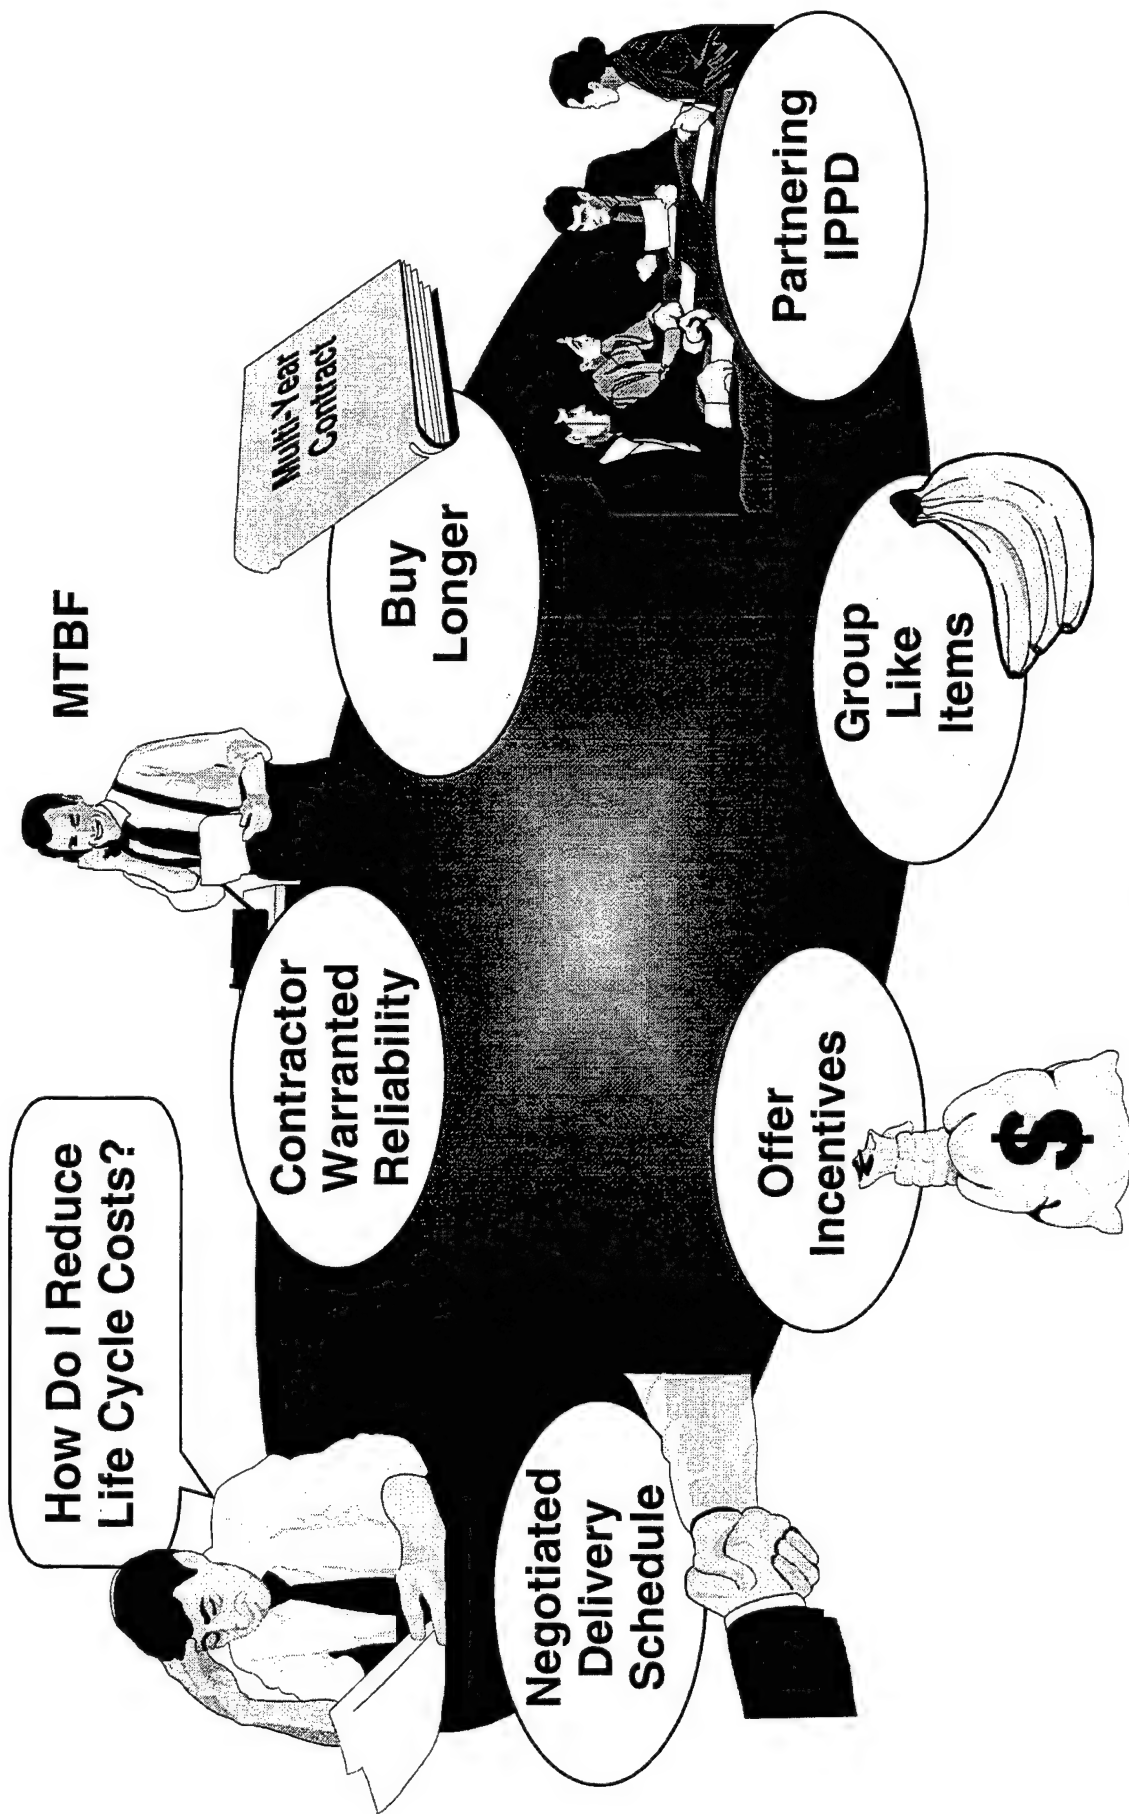 How Do I Reduce
Life Cycle Costs?
MTBF
Contractor
Warranted
Reliability
Multi-Year
Contract
Buy
Longer
Negotiated
Delivery
Schedule
Offer
Incentives
$
Group
Like
Items
Partnering
IPPD